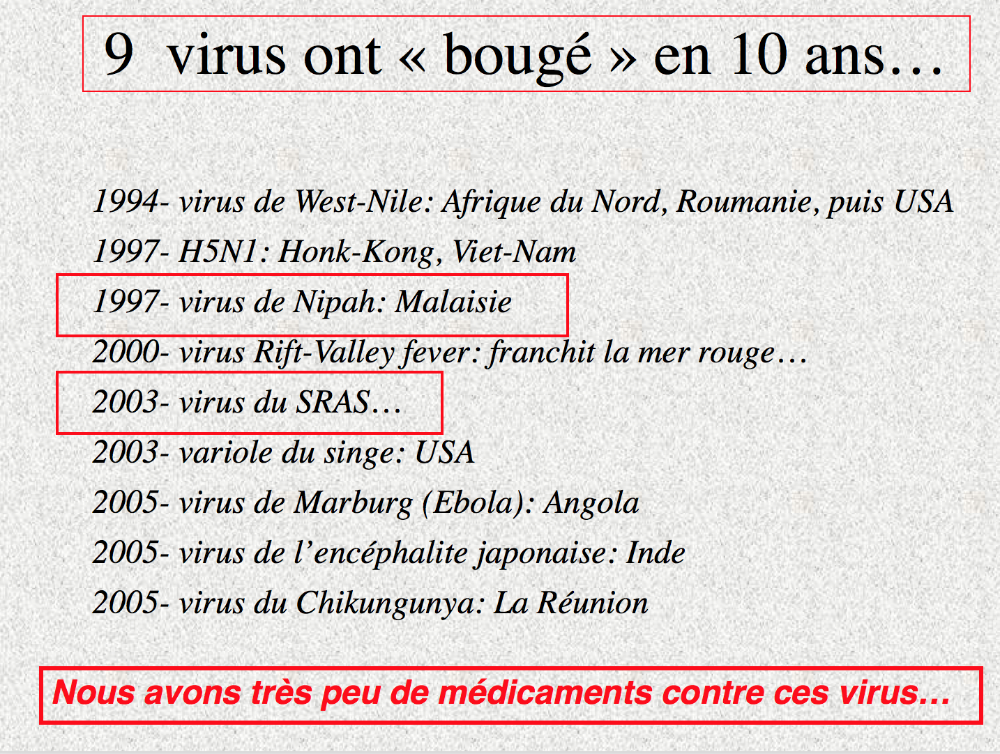 9 virus ont « bougé » en 10 ans…
1994- virus de West-Nile: Afrique du Nord, Roumanie, puis USA
1997- H5N1: Honk-Kong, Viet-Nam
1997- virus de Nipah: Malaisie
2000- virus Rift-Valley fever: franchit la mer rouge…
2003- virus du SRAS…
2003- variole du singe: USA
2005- virus de Marburg (Ebola): Angola
2005- virus de l’encéphalite japonaise: Inde
2005- virus du Chikungunya: La Réunion
Nous avons très peu de médicaments contre ces virus…